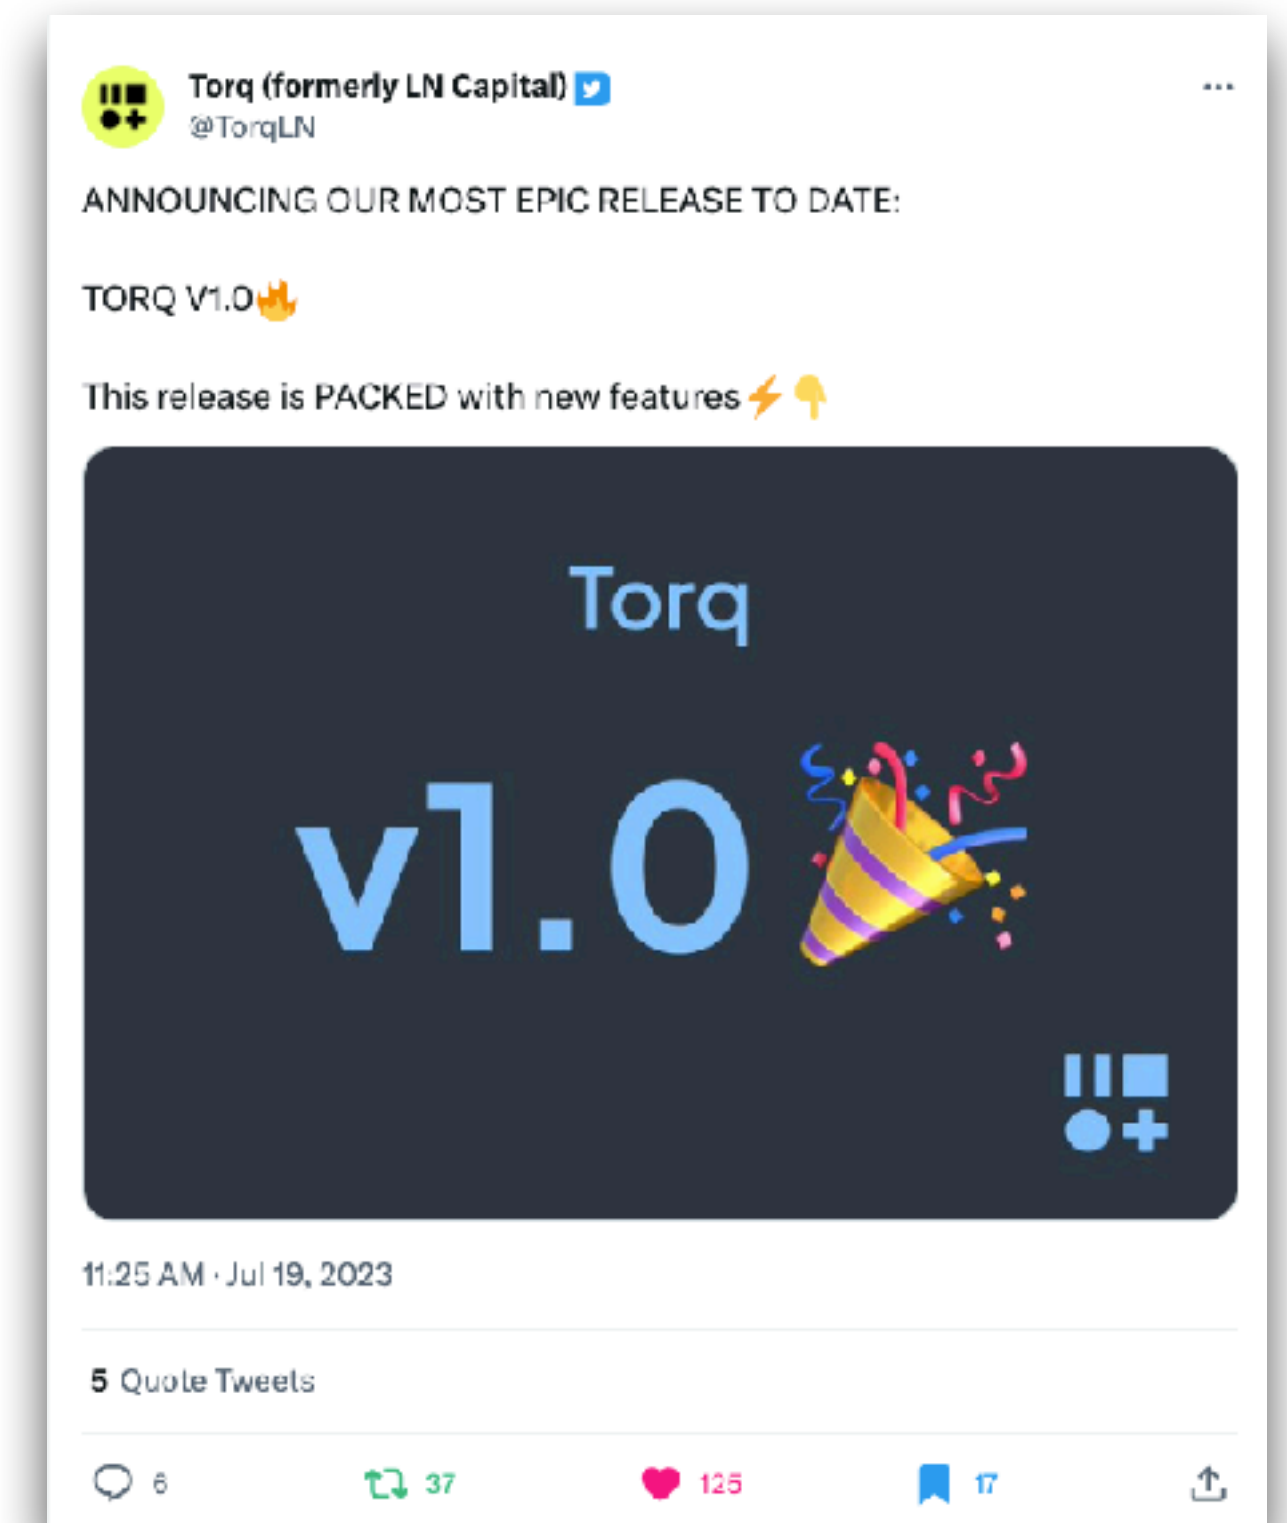 Torq (formerly LN Capital)
@TorqLN
ANNOUNCING OUR MOST EPIC RELEASE TO DATE:
TORQ V1.0🔥
This release is PACKED with new features⚡👇
Torq
v1.0🎉
11:25 AM · Jul 19, 2023
5 Quote Tweets
6 37 125 17